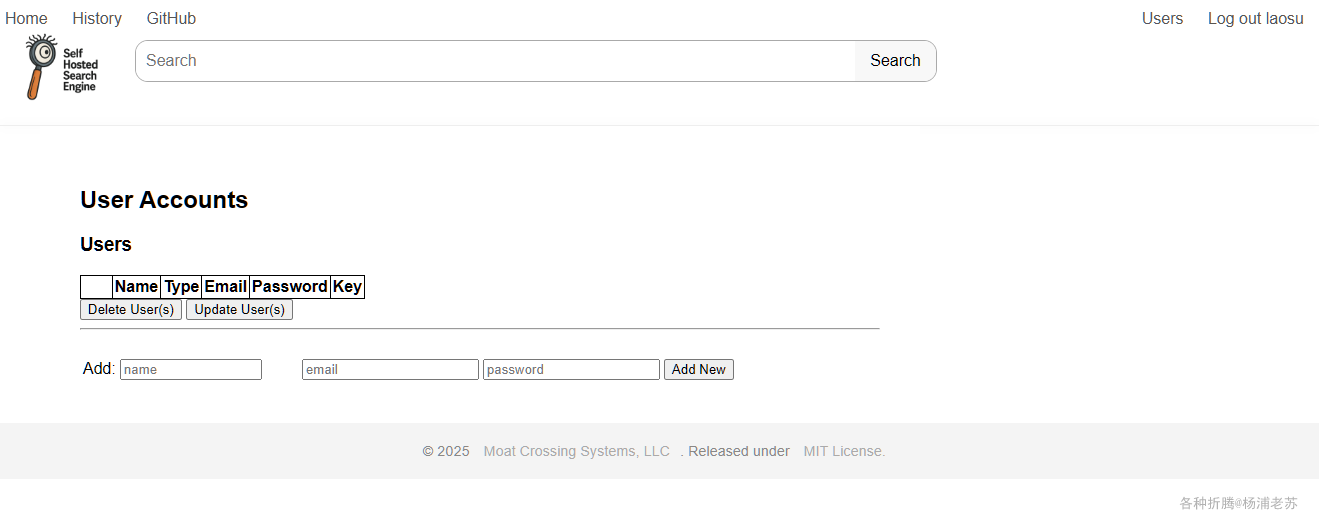 Home History GitHub Users Log out laosu
Self
Hosted
Search
Engine
Search Search
User Accounts
Users
Name Type Email Password Key
Delete User(s) Update User(s)
Add: name email password Add New
© 2025 Moat Crossing Systems, LLC . Released under MIT License.
各种折腾@杨浦老苏